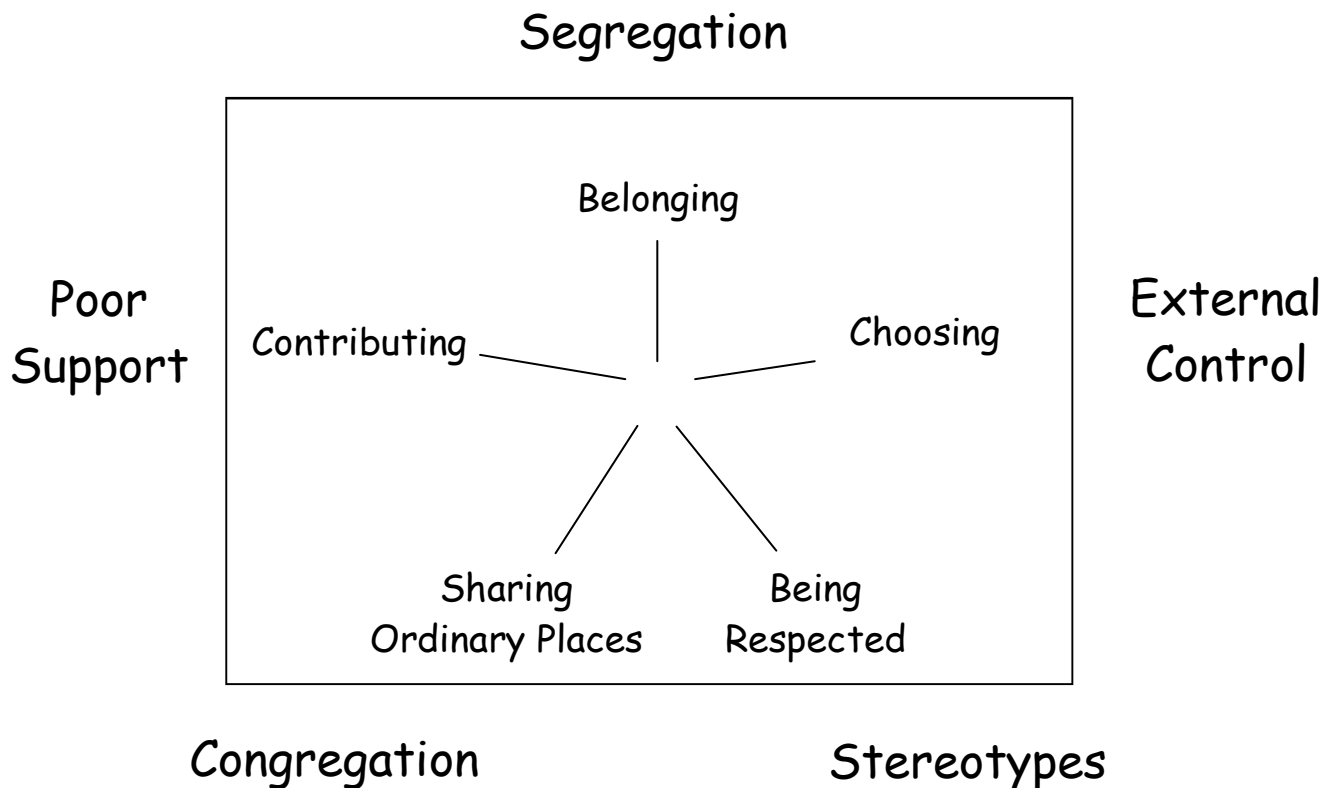 Segregation
Belonging
Poor
Support
Contributing
Choosing
External
Control
Sharing
Ordinary Places
Being
Respected
Congregation
Stereotypes